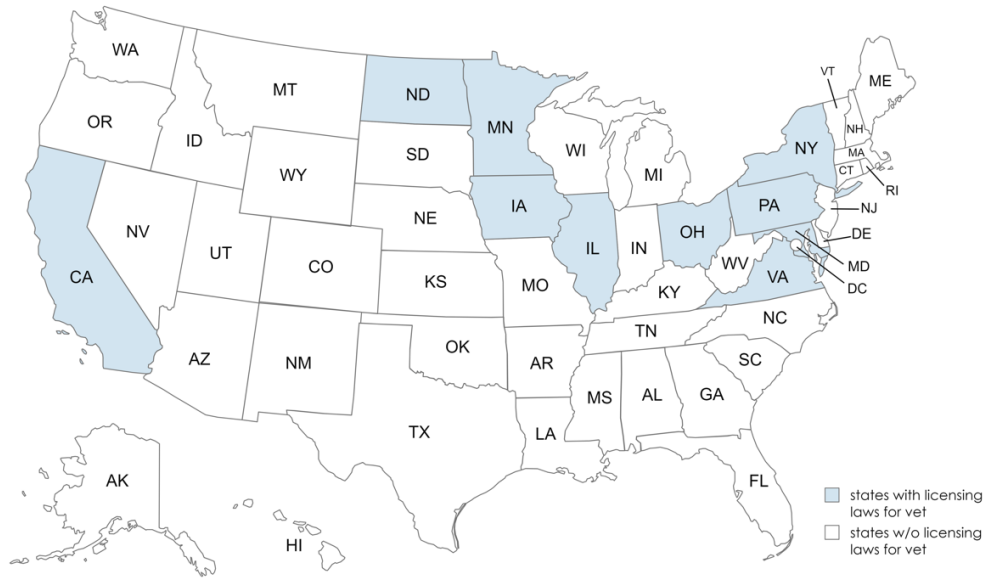 WA
MT
ND
MN
VT
ME
OR
ID
WY
SD
WI
MI
NY
NH
MA
CT
RI
NV
UT
CO
NE
IA
IL
IN
OH
PA
NJ
DE
MD
DC
CA
KS
MO
KY
WV
VA
AZ
NM
OK
AR
TN
NC
SC
TX
LA
MS
AL
GA
FL
AK
HI
states with licensing
laws for vet
states w/o licensing
laws for vet